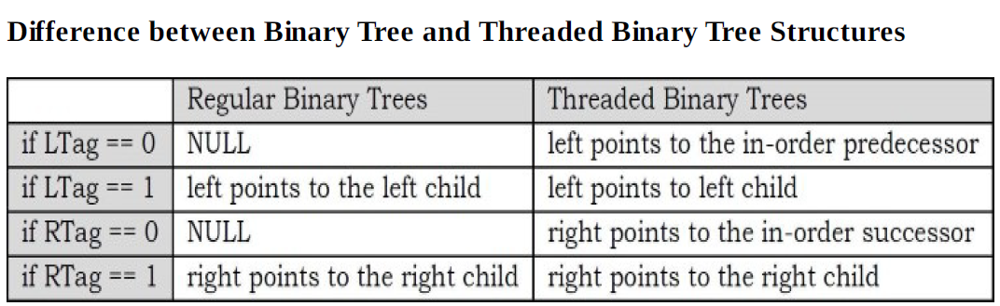 Difference between Binary Tree and Threaded Binary Tree Structures
Regular Binary Trees Threaded Binary Trees
if LTag == 0 NULL left points to the in-order predecessor
if LTag == 1 left points to the left child left points to left child
if RTag == 0 NULL right points to the in-order successor
if RTag == 1 right points to the right child right points to the right child